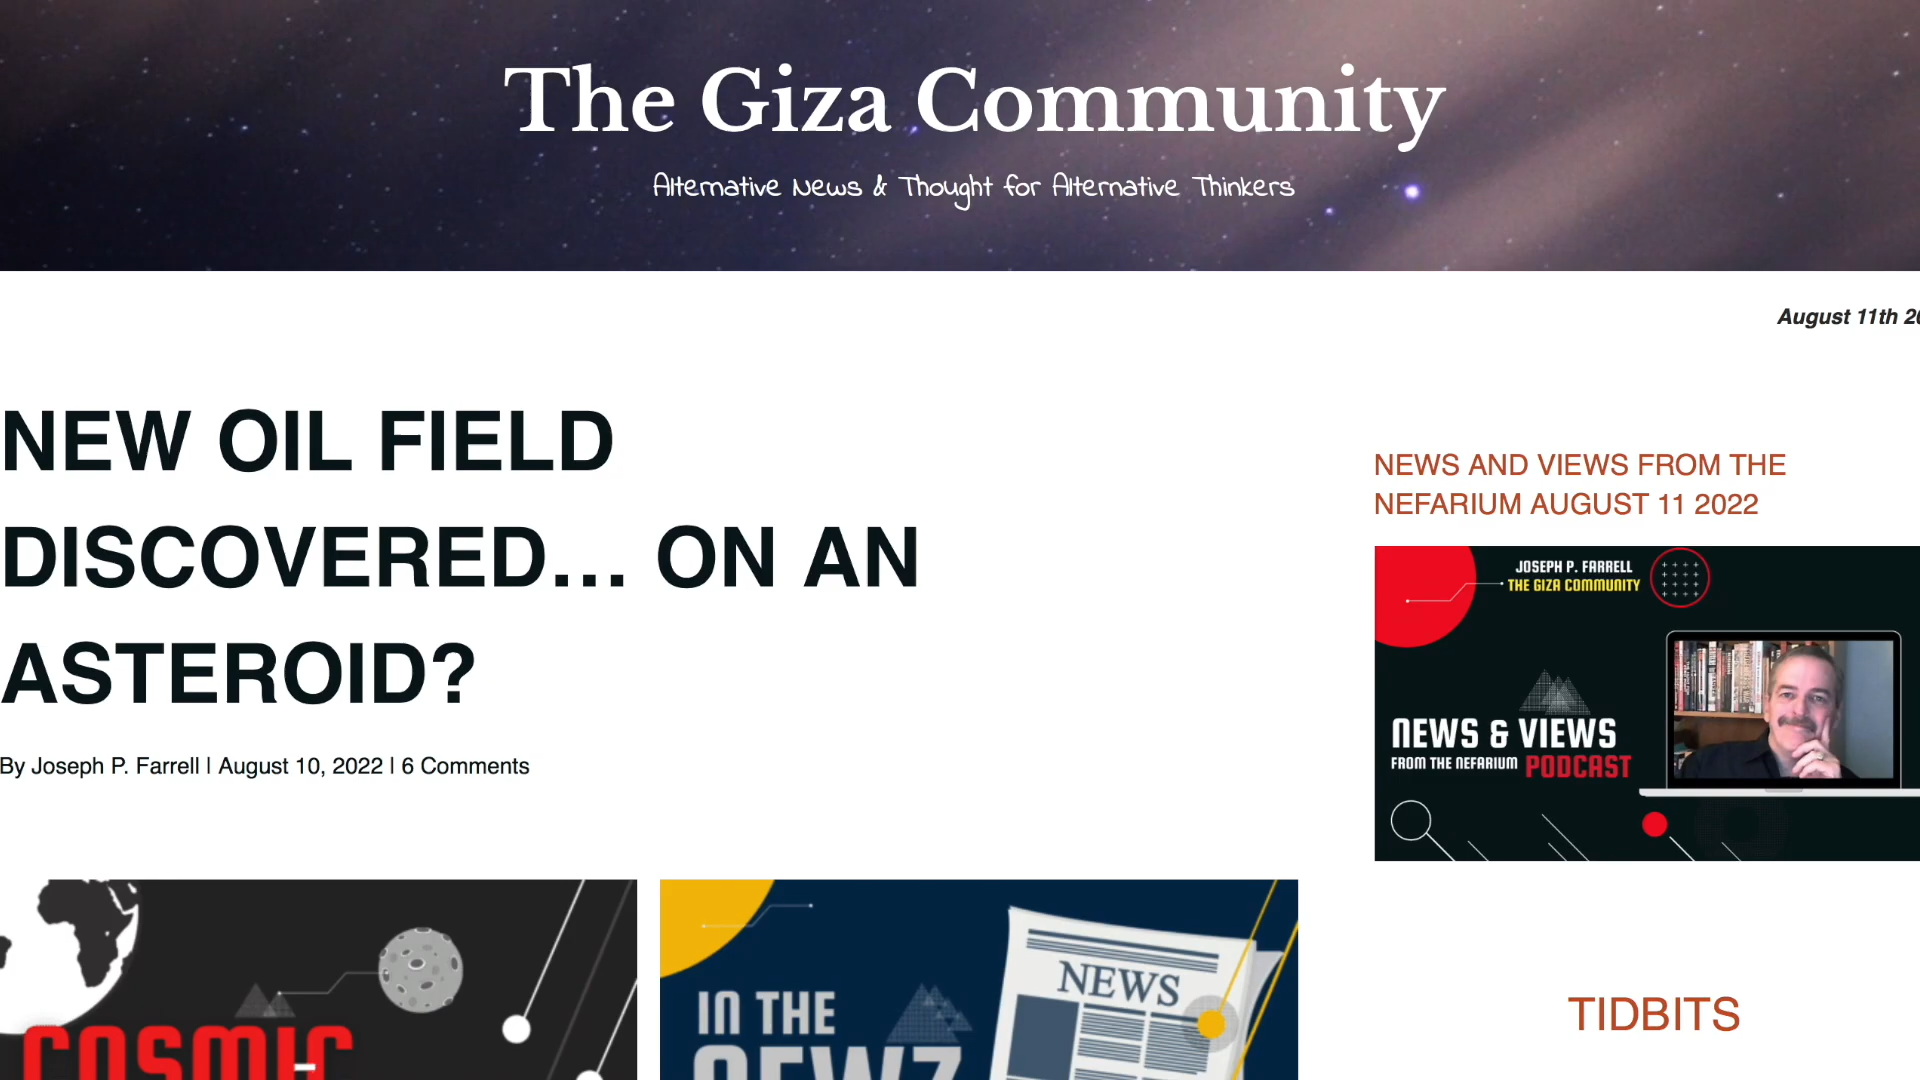 The Giza Community
Alternative News & Thought for Alternative Thinkers
August 11th
NEW OIL FIELD
DISCOVERED... ON AN
ASTEROID?
By Joseph P. Farrell | August 10, 2022 | 6 Comments
NEWS AND VIEWS FROM THE
NEFARIUM AUGUST 11 2022
JOSEPH P. FARRELL
THE GIZA COMMUNITY
NEWS & VIEWS
FROM THE NEFARIUM PODCAST
COSMIC
IN THE
NEWZ
NEWS
TIDBITS